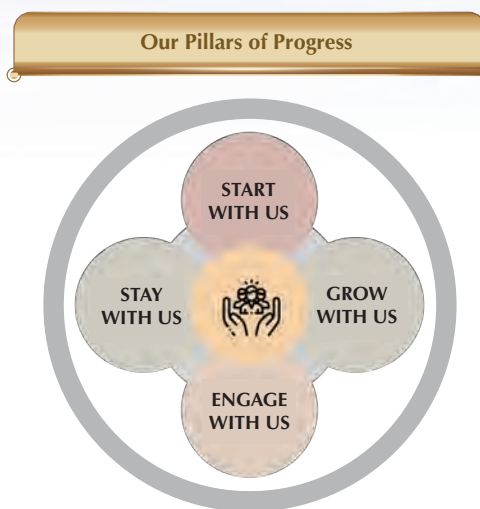 Our Pillars of Progress
START
WITH US
STAY
WITH US
GROW
WITH US
ENGAGE
WITH US